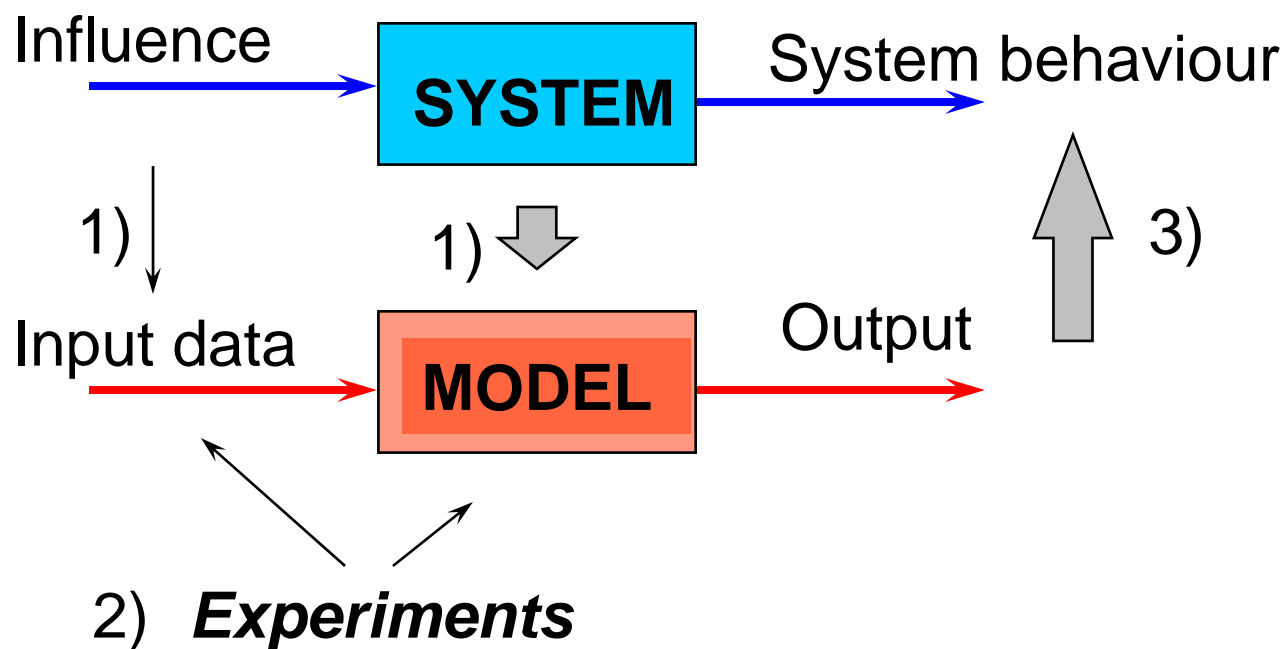 Influence
SYSTEM
System behaviour
1)
1)
3)
Input data
MODEL
Output
2) Experiments